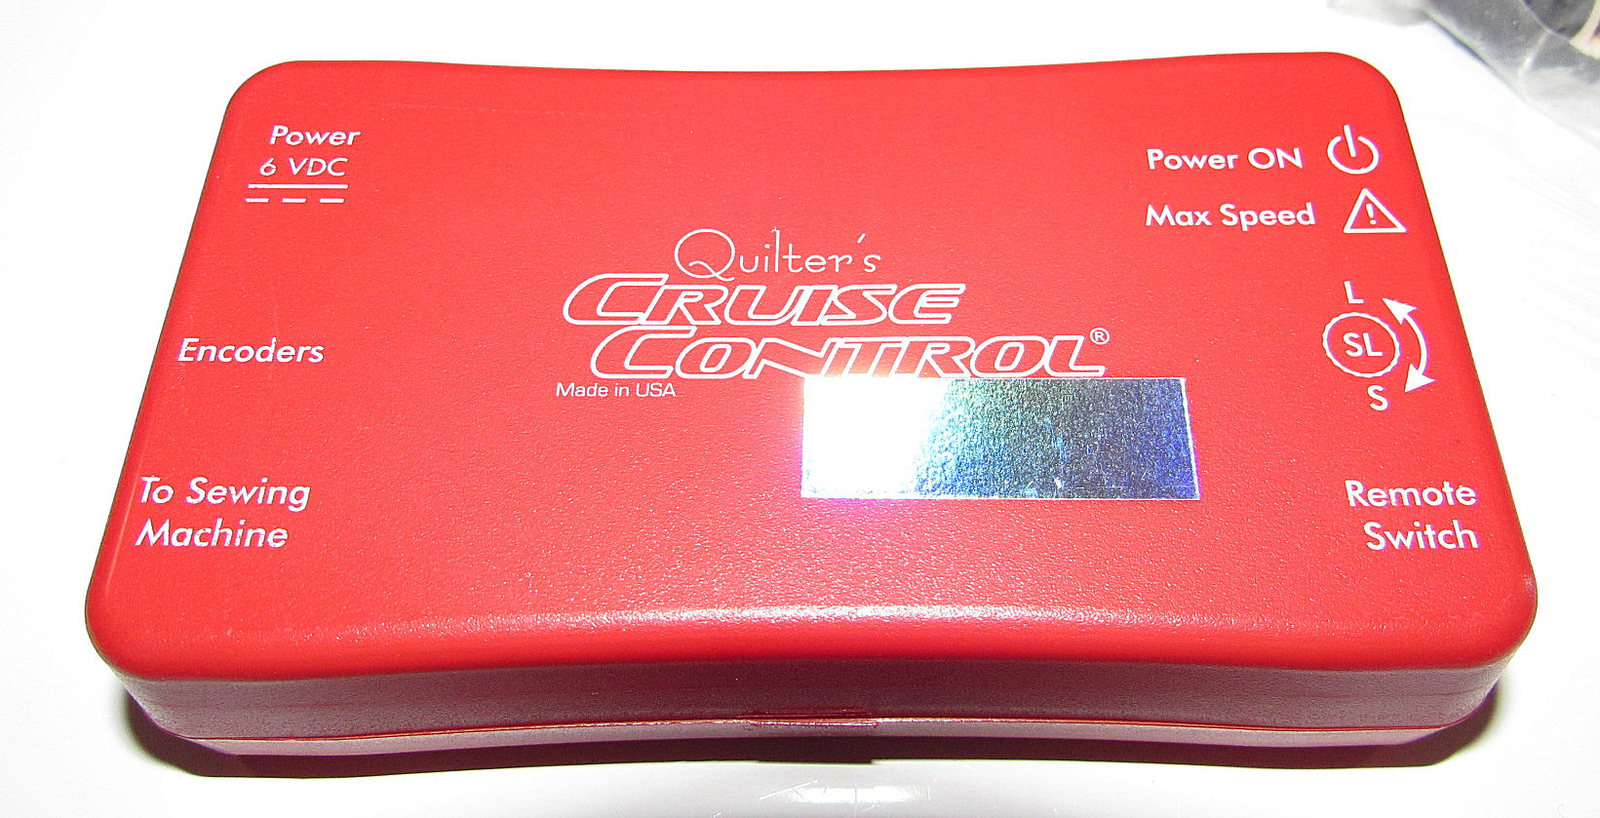 Power
6 VDC
Power ON
Max Speed
!
Quilter's
CRUISE
CONTROL®
Made in USA
L
SL
S
Encoders
To Sewing
Machine
Remote
Switch